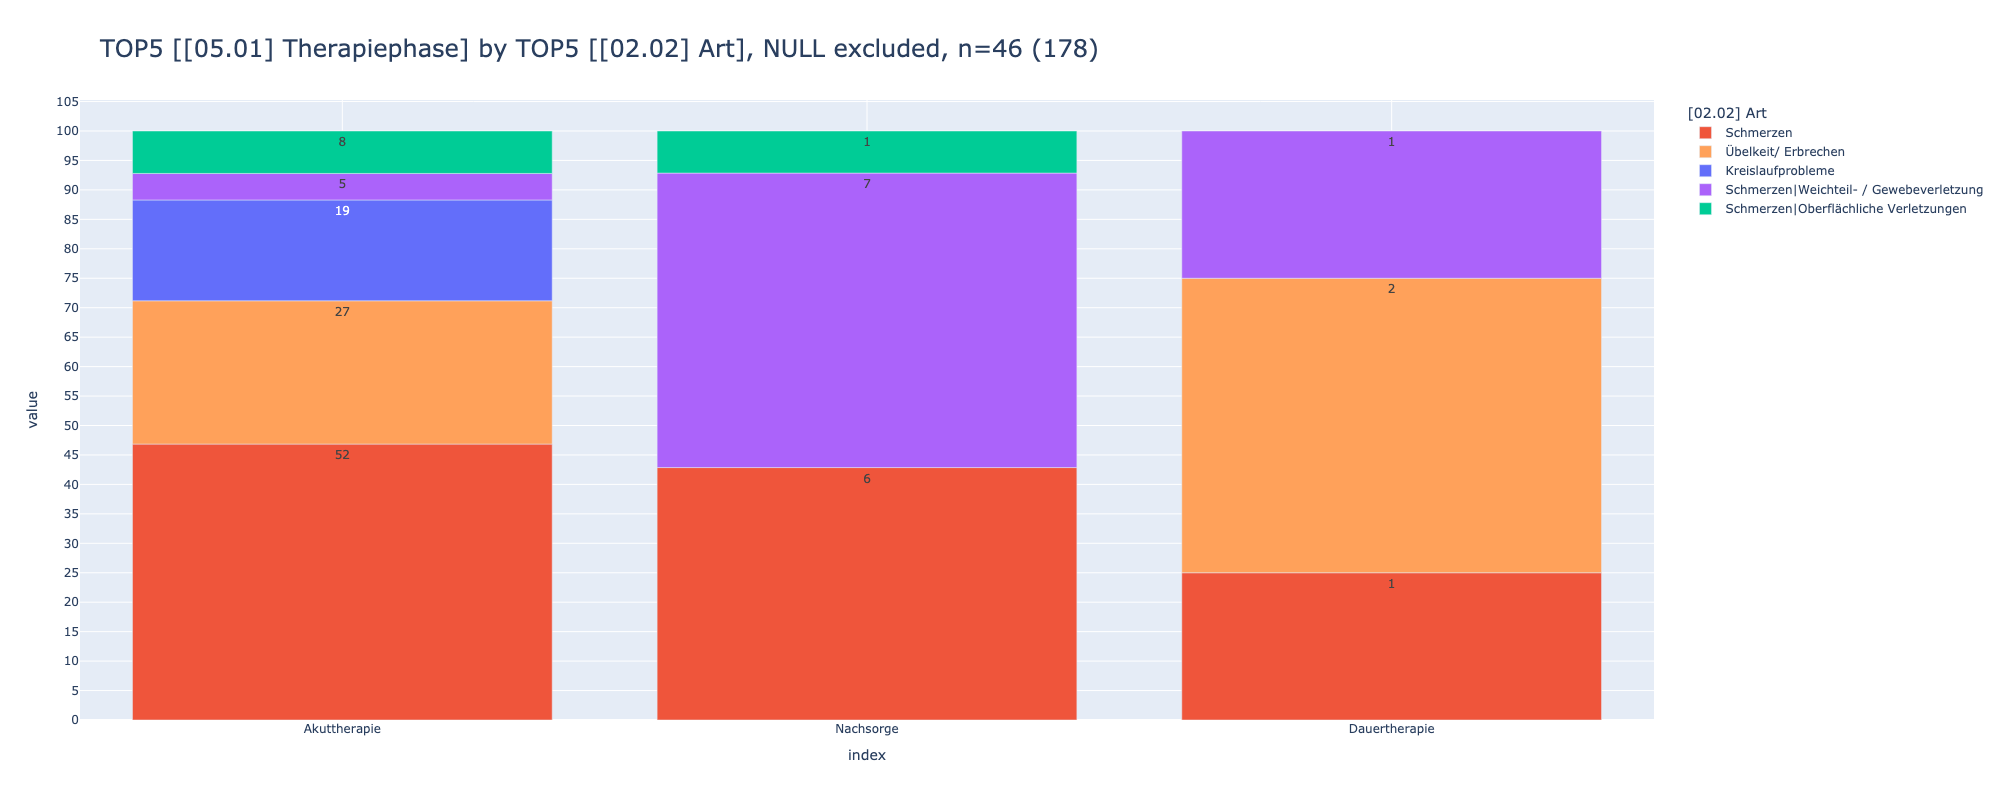 TOP5 [[05.01] Therapiephase] by TOP5 [[02.02] Art], NULL excluded, n=46 (178)
value
105
100
95
90
85
80
75
70
65
60
55
50
45
40
35
30
25
20
15
10
5
0
8
5
19
27
52
1
7
6
1
2
1
Akuttherapie
Nachsorge
Dauertherapie
index
[02.02] Art
Schmerzen
Übelkeit/ Erbrechen
Kreislaufprobleme
Schmerzen|Weichteil- / Gewebeverletzung
Schmerzen|Oberflächliche Verletzungen